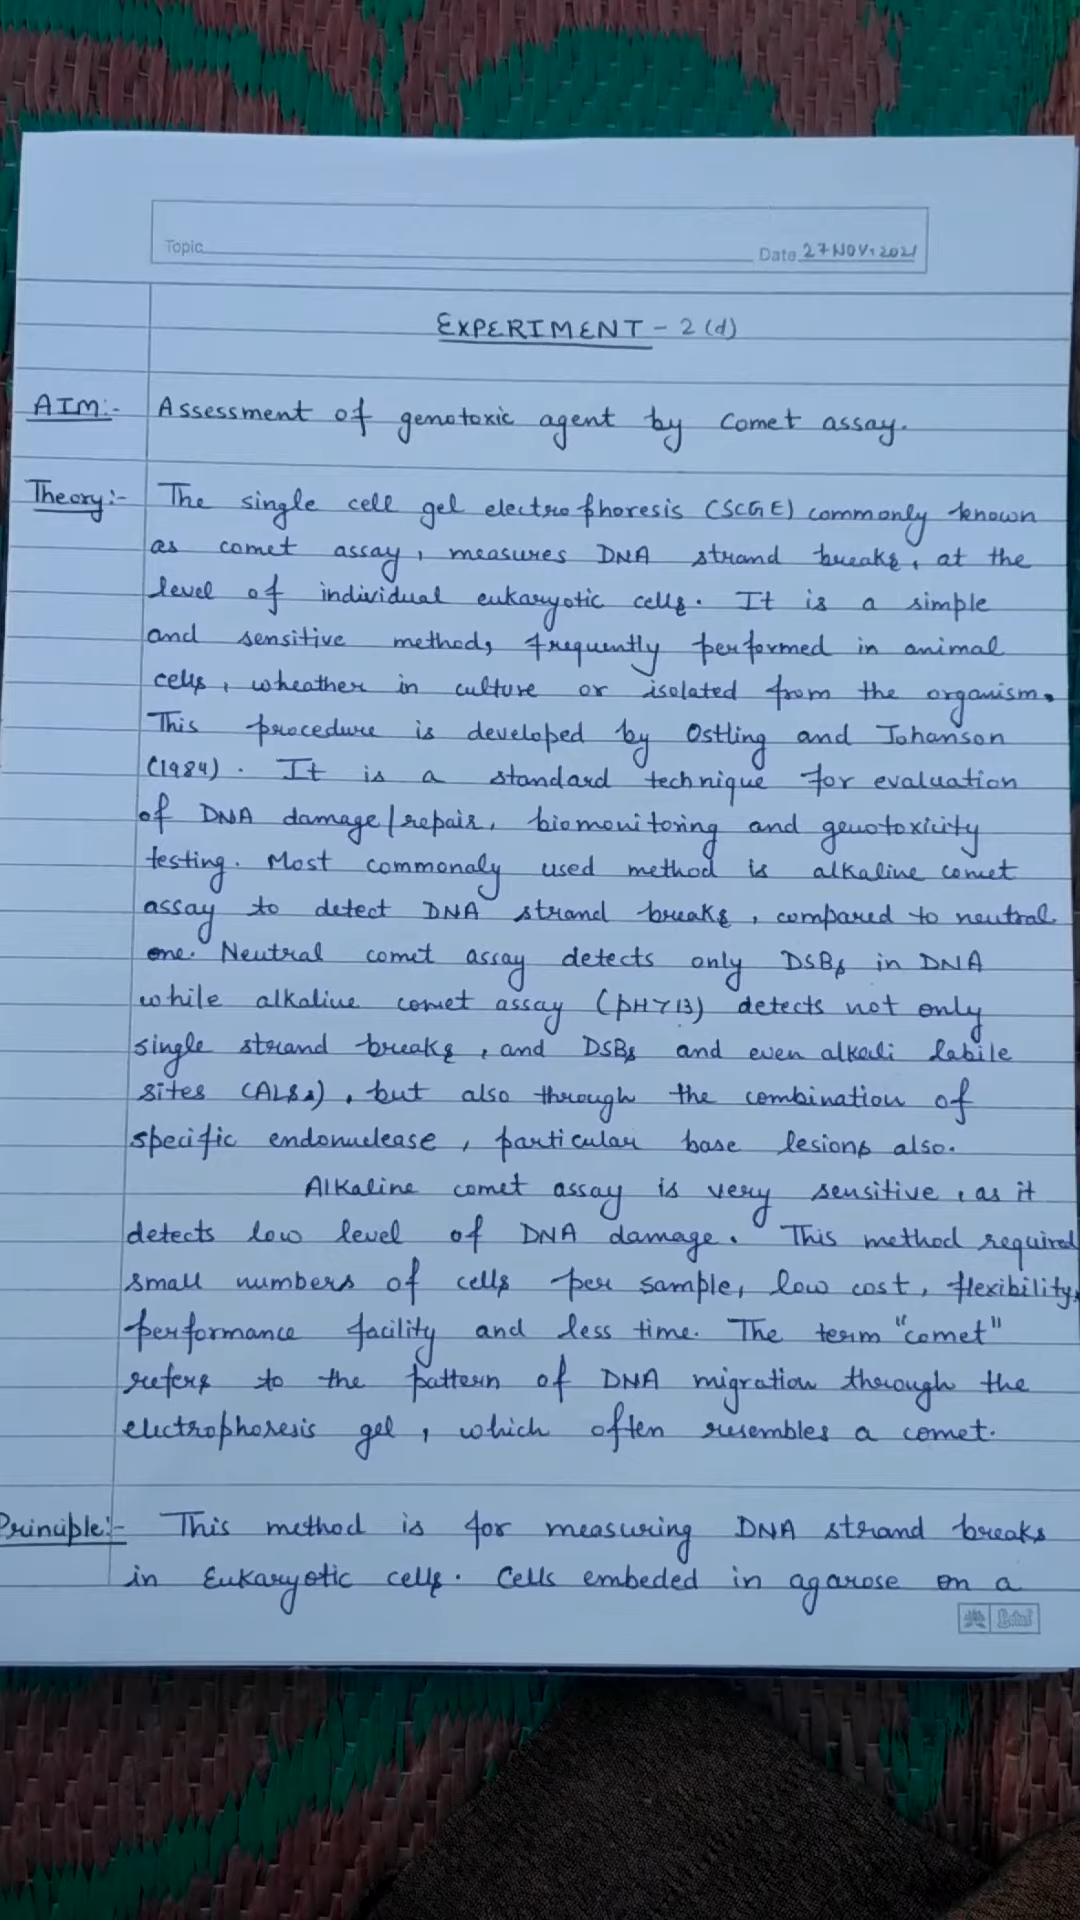 Topic
Date 27 NOV, 2021
EXPERIMENT - 2 (d)
AIM:- Assessment of genotoxic agent by Comet assay.
Theory:- The single cell gel electrophoresis (SCGE) commonly known
as comet assay, measures DNA strand breaks, at the
level of individual eukaryotic cells. It is a simple
and sensitive method, frequently performed in animal
cells, wheather in culture or isolated from the organism.
This procedure is developed by Ostling and Johanson
(1984). It is a standard technique for evaluation
of DNA damage/repair, biomonitoring and genotoxicity
testing. Most commonaly used method is alkaline comet
assay to detect DNA strand breaks, compared to neutral
one. Neutral comet assay detects only DSBs in DNA
while alkaline comet assay (pH>13) detects not only
single strand breaks, and DSBs and even alkali labile
sites (ALSs), but also through the combination of
specific endonuclease, particular base lesions also.
Alkaline comet assay is very sensitive, as it
detects low level of DNA damage. This method required
small numbers of cells per sample, low cost, flexibility,
performance facility and less time. The term "comet"
refers to the pattern of DNA migration through the
electrophoresis gel, which often resembles a comet.
Principle:- This method is for measuring DNA strand breaks
in Eukaryotic cells. Cells embeded in agarose on a